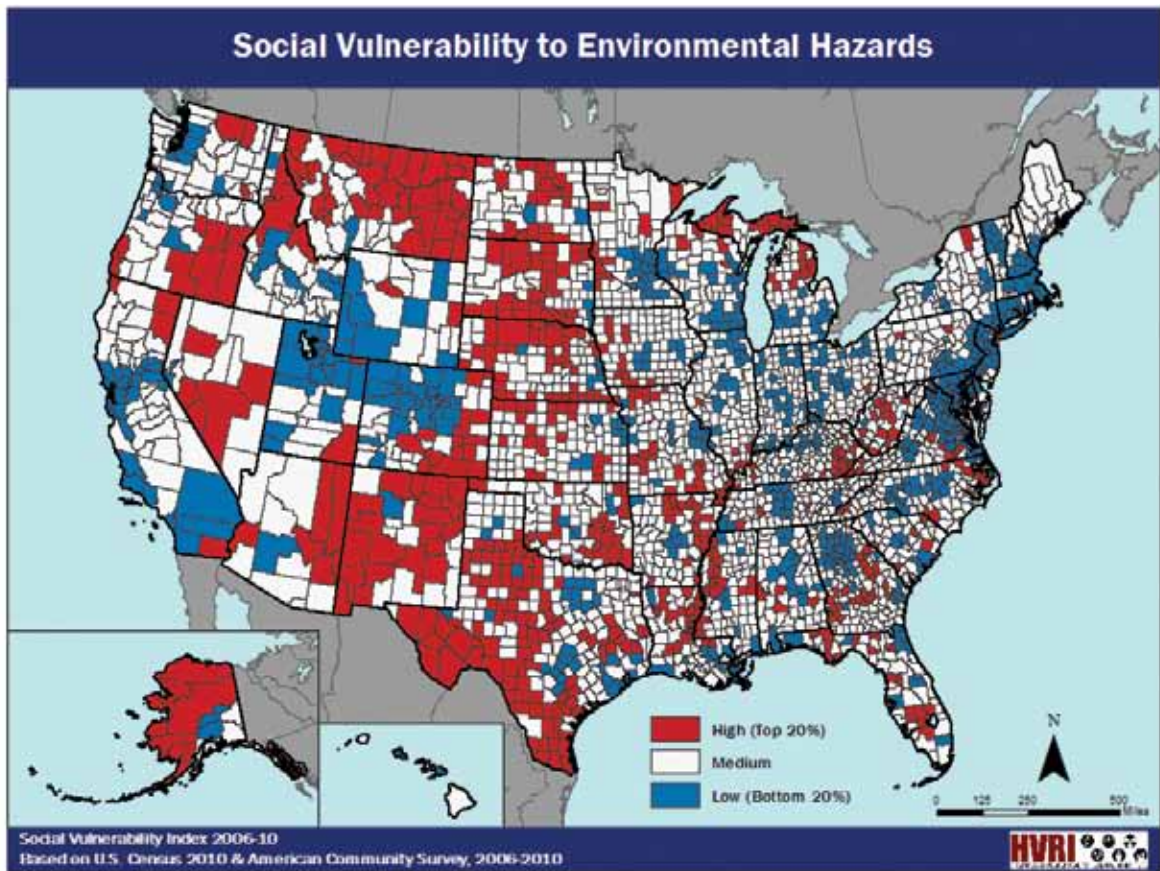 Social Vulnerability to Environmental Hazards
High (Top 20%)
Medium
Low (Bottom 20%)
N
0 125 250 500
Miles
Social Vulnerability Index 2006-10
Based on U.S. Census 2010 & American Community Survey, 2006-2010
HVRI